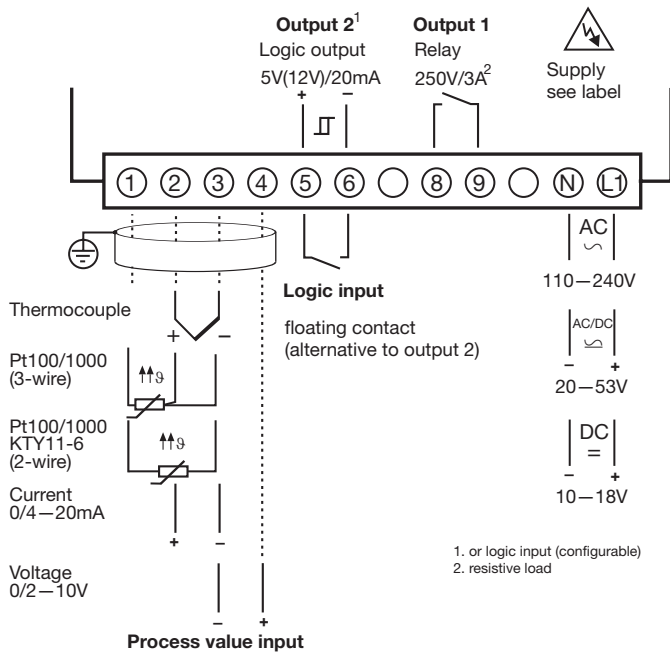 Output 2¹
Logic output
5V(12V)/20mA
+ −
Output 1
Relay
250V/3A²
Supply
see label
1 2 3 4 5 6 8 9 N L1
Logic input
floating contact
(alternative to output 2)
AC
110—240V
AC/DC
− +
20—53V
DC
=
− +
10—18V
Thermocouple
+ −
Pt100/1000
(3-wire)
ϑ
Pt100/1000
KTY11-6
(2-wire)
ϑ
Current
0/4—20mA
+ −
Voltage
0/2—10V
− +
Process value input
1. or logic input (configurable)
2. resistive load